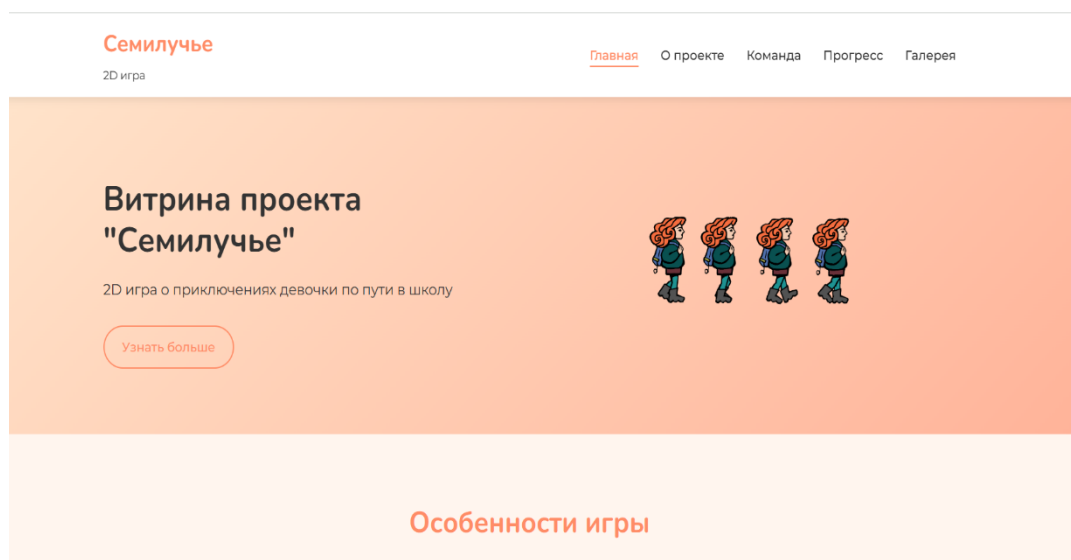 Семилучье
2D игра
Главная О проекте Команда Прогресс Галерея
Витрина проекта
"Семилучье"
2D игра о приключениях девочки по пути в школу
Узнать больше
Особенности игры